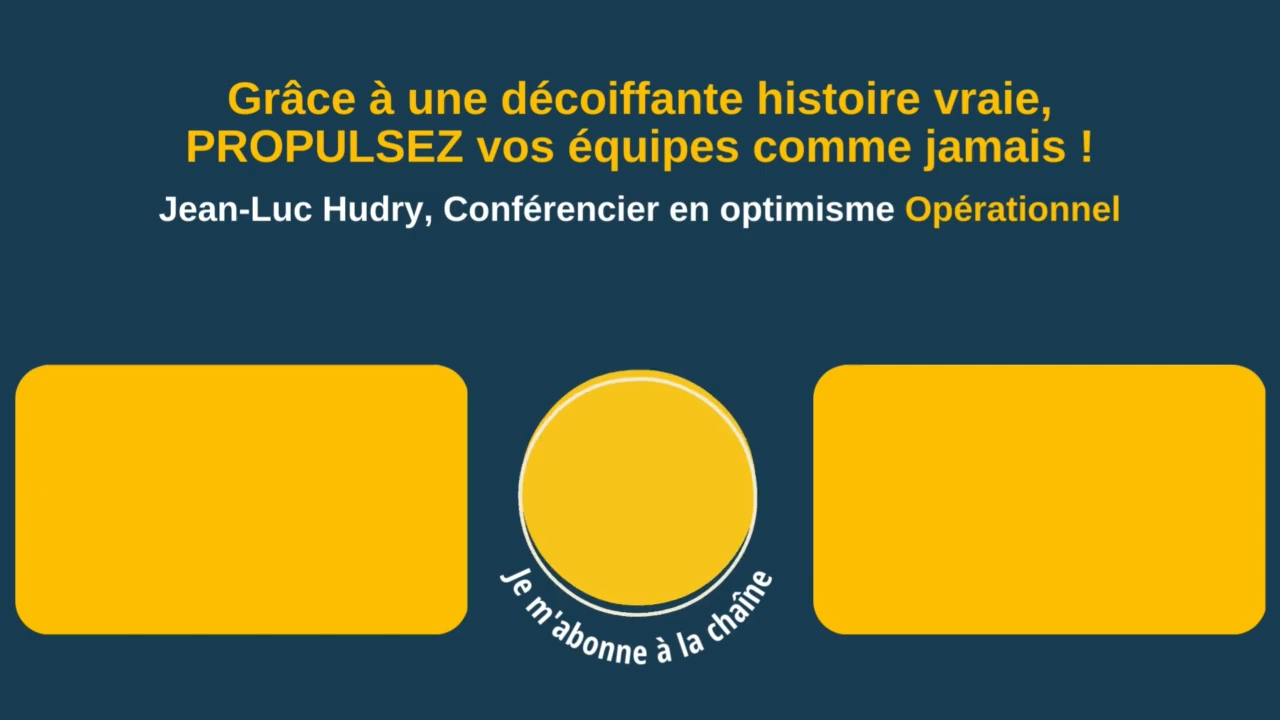 Grâce à une décoiffante histoire vraie,
PROPULSEZ vos équipes comme jamais !
Jean-Luc Hudry, Conférencier en optimisme Opérationnel
Je m'abonne à la chaîne